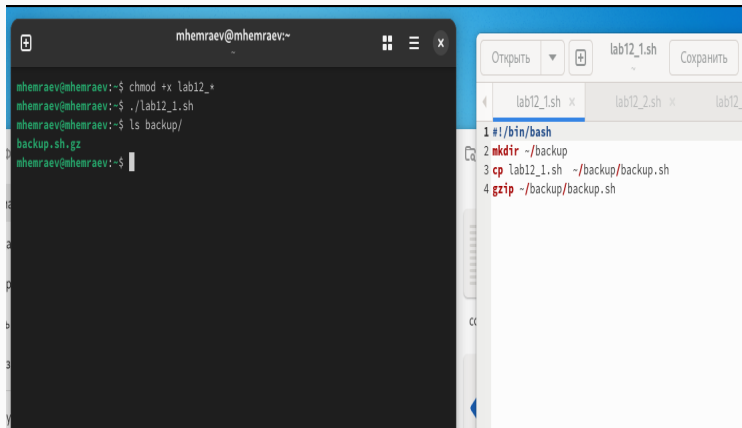 mhemraev@mhemraev:~
~
mhemraev@mhemraev:~$ chmod +x lab12_*
mhemraev@mhemraev:~$ ./lab12_1.sh
mhemraev@mhemraev:~$ ls backup/
backup.sh.gz
mhemraev@mhemraev:~$
Открыть
lab12_1.sh
~
Сохранить
lab12_1.sh ×
lab12_2.sh ×
lab12_
1 #!/bin/bash
2 mkdir ~/backup
3 cp lab12_1.sh  ~/backup/backup.sh
4 gzip ~/backup/backup.sh